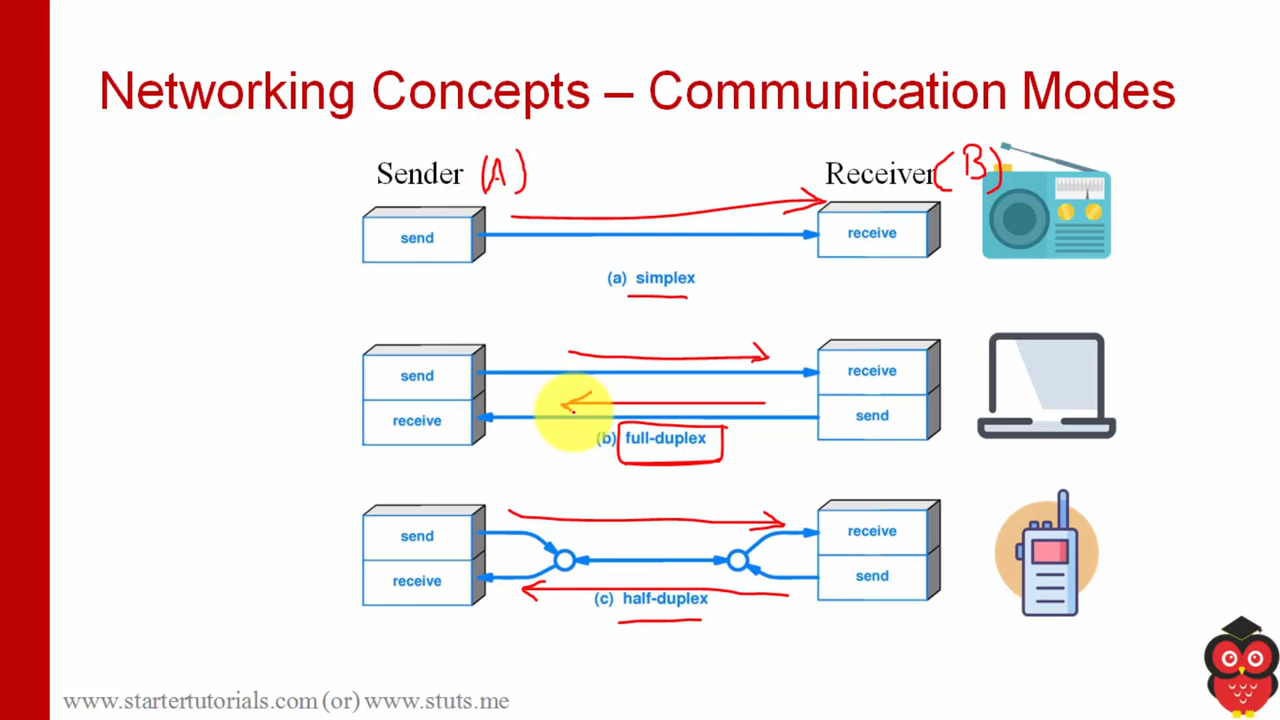 Networking Concepts – Communication Modes
Sender (A)
Receiver (B)
send
receive
(a) simplex
send
receive
receive
send
(b) full-duplex
send
receive
receive
send
(c) half-duplex
www.startertutorials.com (or) www.stuts.me